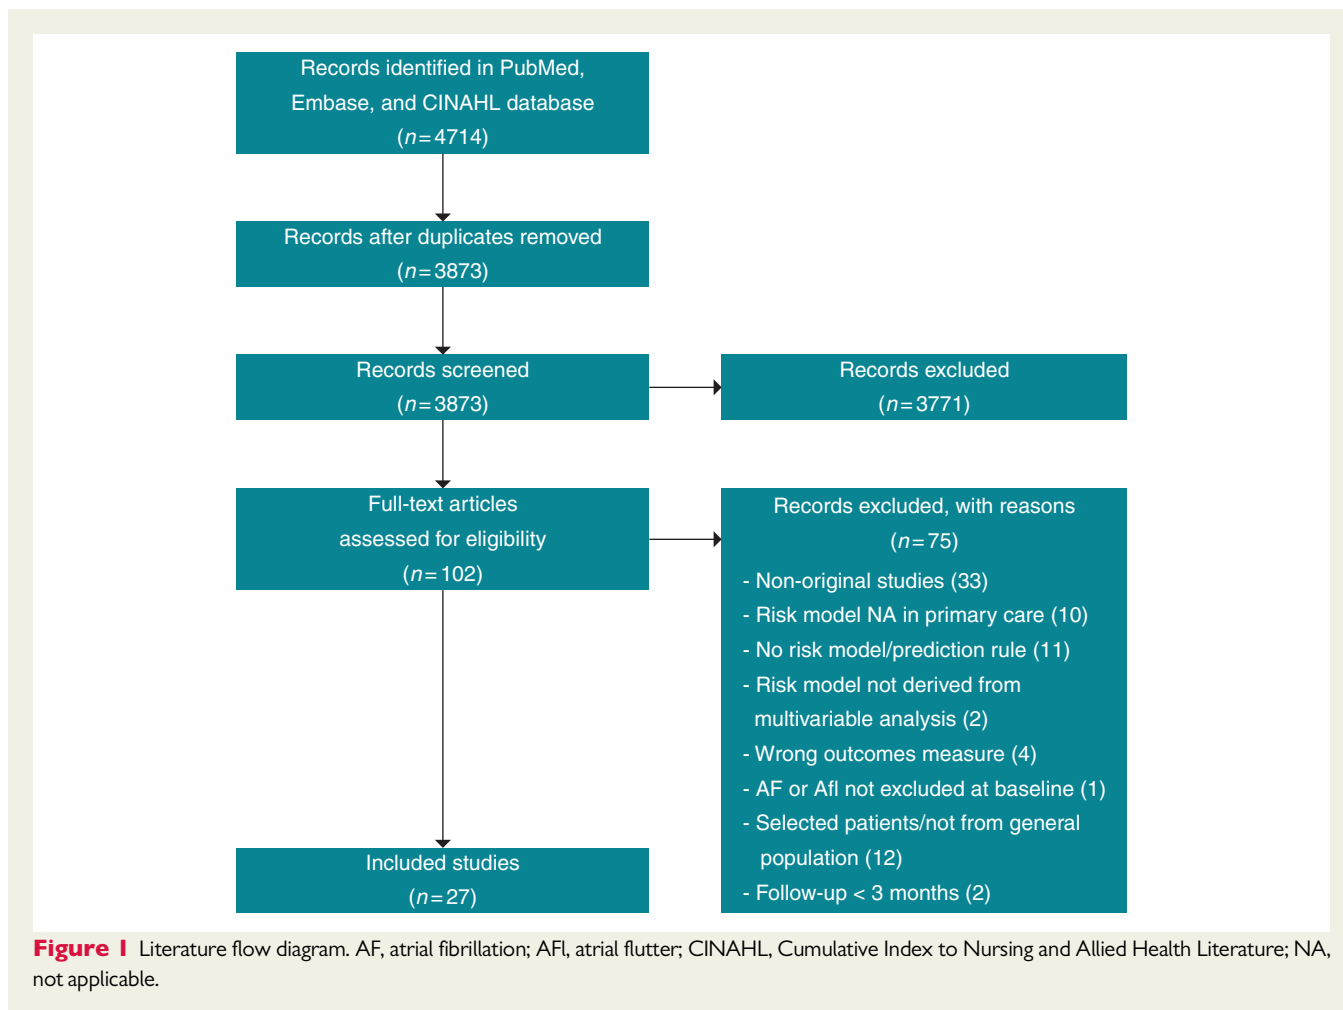 Records identified in PubMed,
Embase, and CINAHL database
(n=4714)
Records after duplicates removed
(n=3873)
Records screened
(n=3873)
Records excluded
(n=3771)
Full-text articles
assessed for eligibility
(n=102)
Records excluded, with reasons
(n=75)
- Non-original studies (33)
- Risk model NA in primary care (10)
- No risk model/prediction rule (11)
- Risk model not derived from
multivariable analysis (2)
- Wrong outcomes measure (4)
- AF or Afl not excluded at baseline (1)
- Selected patients/not from general
population (12)
- Follow-up < 3 months (2)
Included studies
(n=27)
Figure 1 Literature flow diagram. AF, atrial fibrillation; AFl, atrial flutter; CINAHL, Cumulative Index to Nursing and Allied Health Literature; NA,
not applicable.